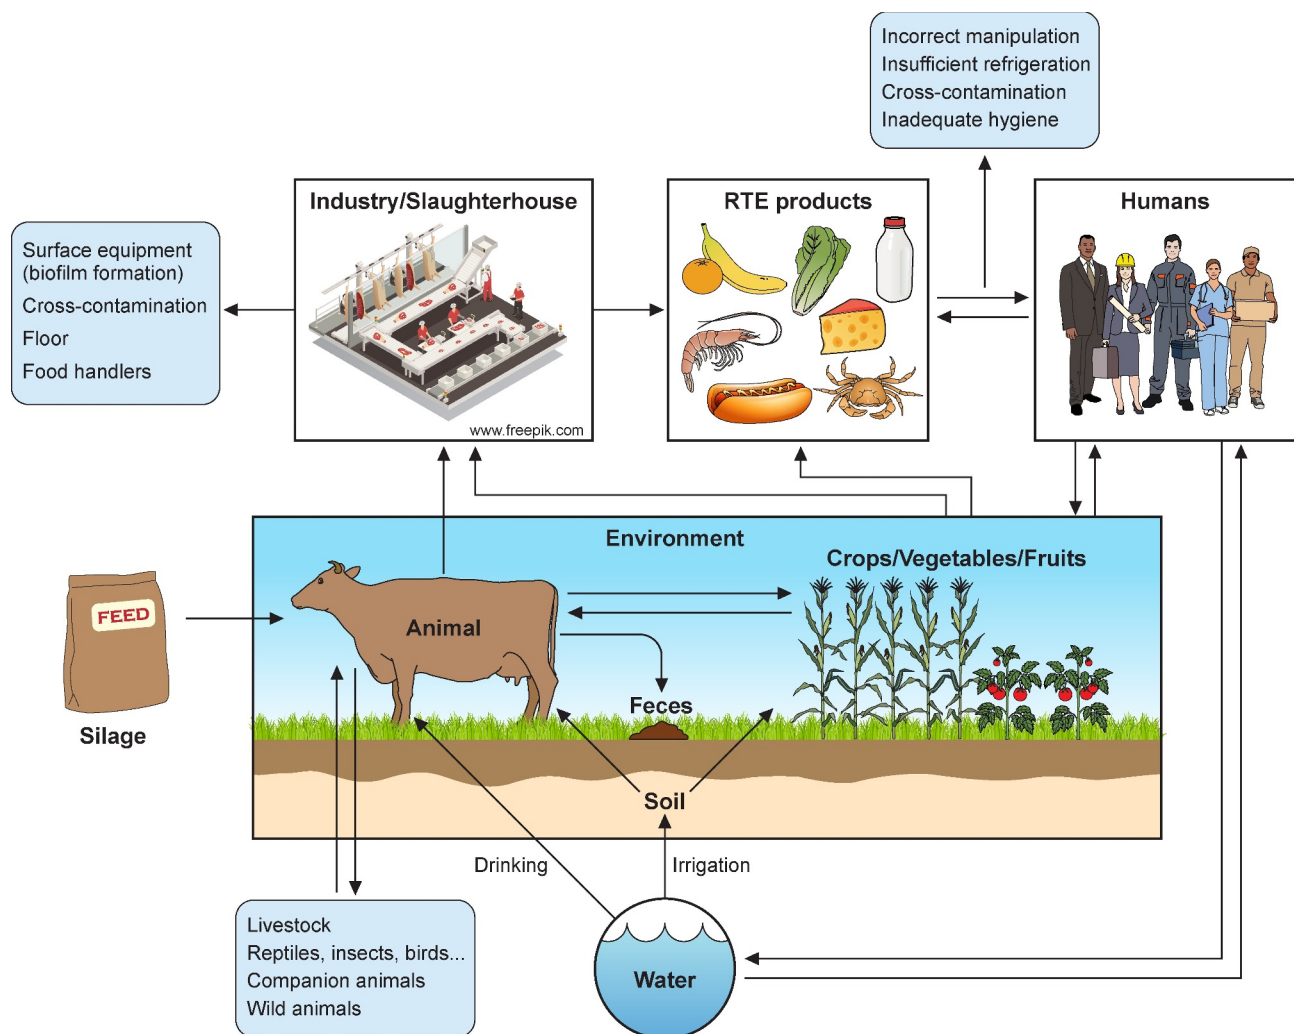 Incorrect manipulation
Insufficient refrigeration
Cross-contamination
Inadequate hygiene
Industry/Slaughterhouse
RTE products
Humans
Surface equipment
(biofilm formation)
Cross-contamination
Floor
Food handlers
www.freepik.com
Environment
Crops/Vegetables/Fruits
FEED
Animal
Feces
Silage
Soil
Drinking
Irrigation
Livestock
Reptiles, insects, birds...
Companion animals
Wild animals
Water